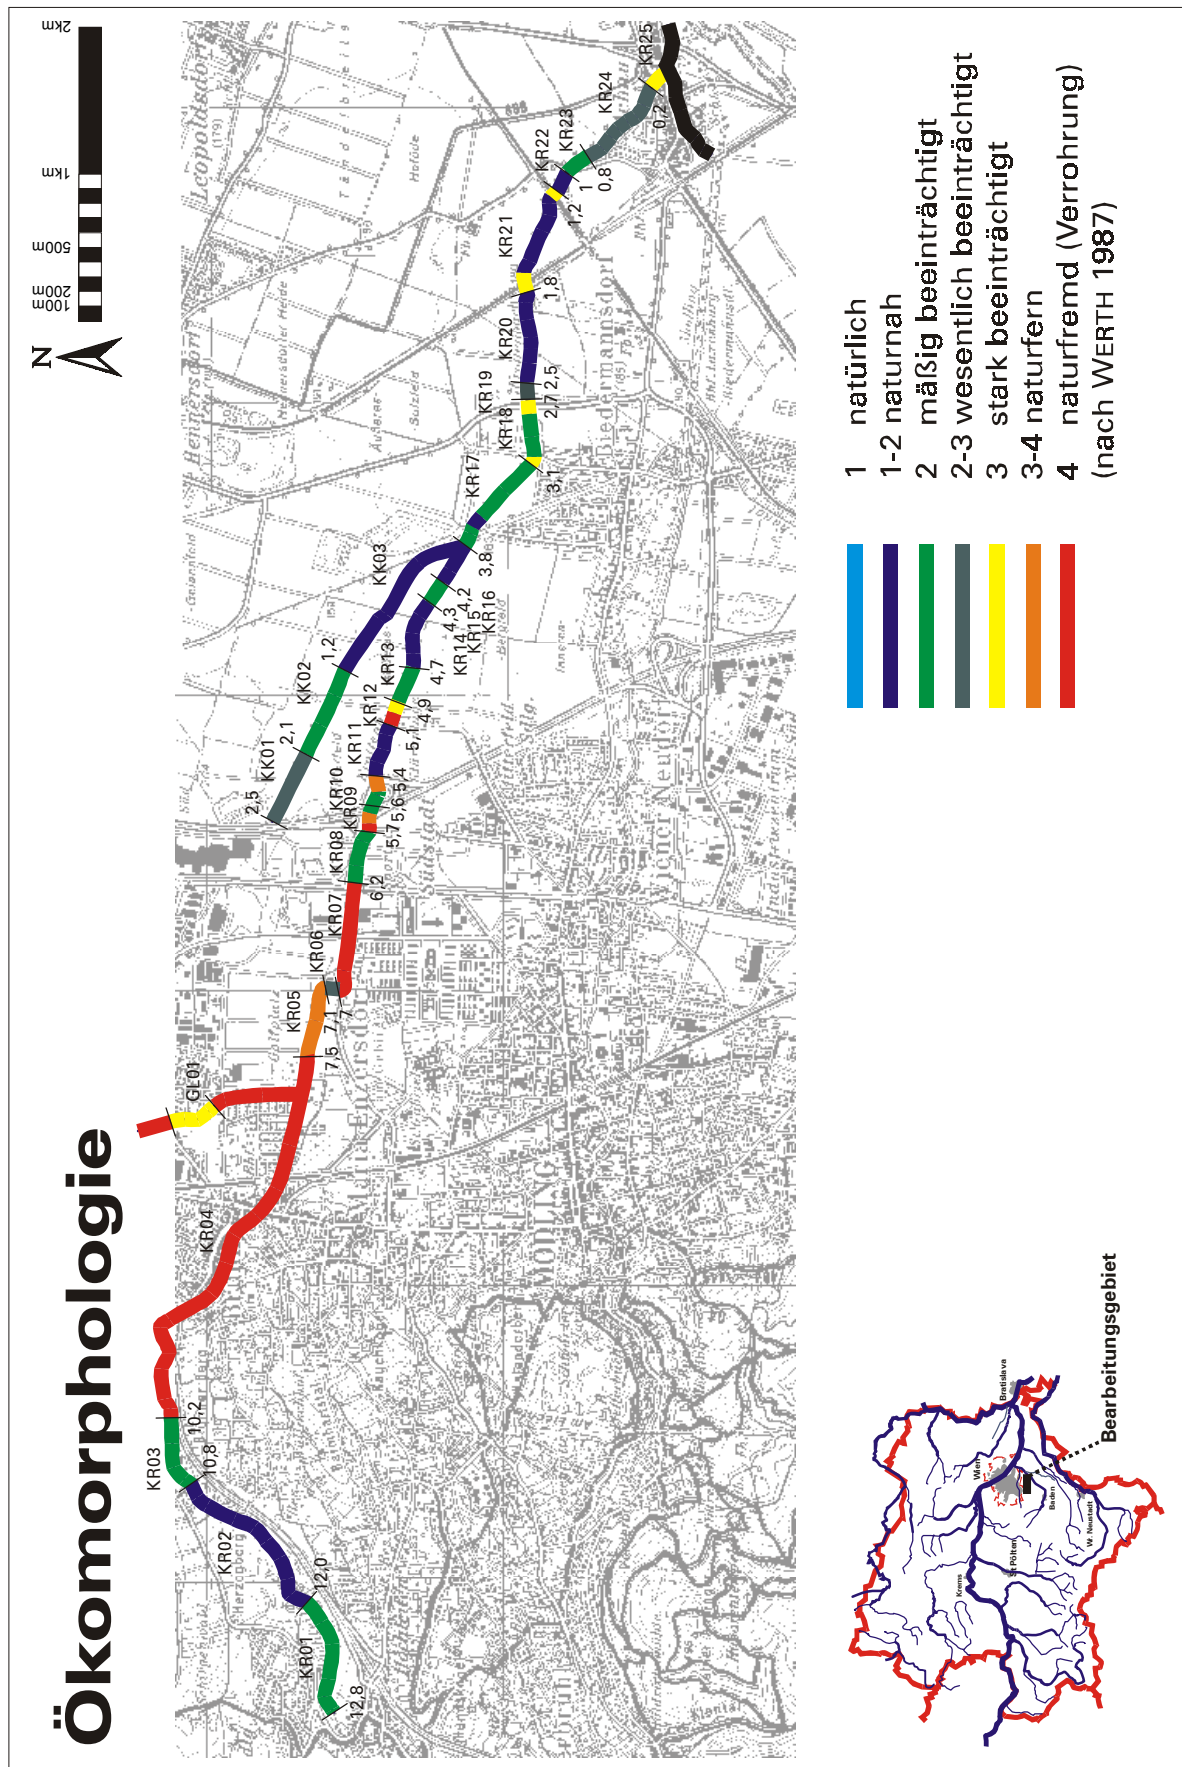 Ökomorphologie
N
100m 200m 500m 1km 2km
KR01
KR02
KR03
KR04
KR05
KR06
KR07
KR08
KR09
KR10
KR11
KR12
KR13
KR14
KR15
KR16
KR17
KR18
KR19
KR20
KR21
KR22
KR23
KR24
KR25
GL01
KK01
KK02
KK03
12,8
12,0
10,8
10,2
7,5
7,1
7
6,2
5,7
5,6
5,4
5,1
4,9
4,7
4,3
4,2
3,8
3,1
2,7
2,5
1,8
1,2
1
0,8
0,2
2,5
2,1
1,2
Leopoldsdorf
(119)
Hennersdorf
Biedermannsdorf
Wiener Neudorf
MÖDLING
Südstadt
1 natürlich
1-2 naturnah
2 mäßig beeinträchtigt
2-3 wesentlich beeinträchtigt
3 stark beeinträchtigt
3-4 naturfern
4 naturfremd (Verrohrung)
(nach WERTH 1987)
Bratislava
Wien
Baden
W. Neustadt
St Pölten
Krems
Bearbeitungsgebiet